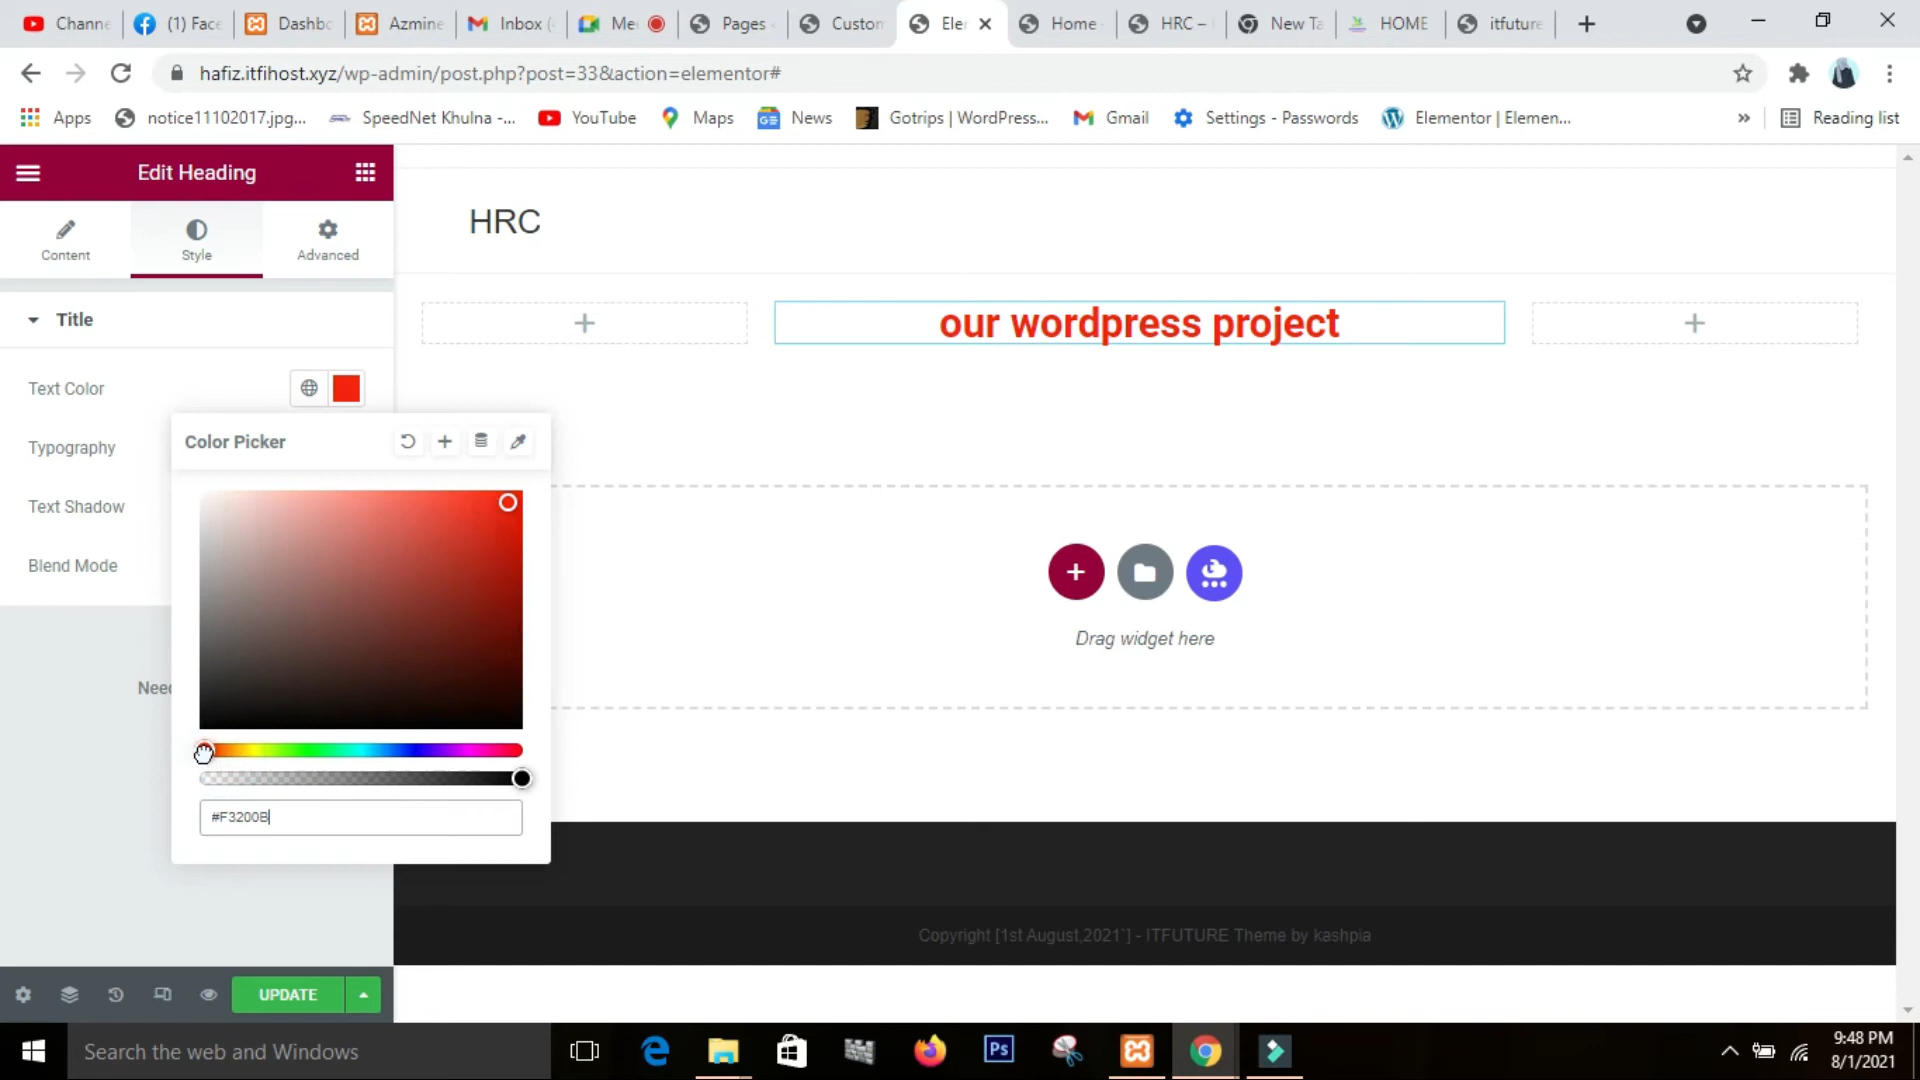 Channe
(1) Face
Dashbo
Azmine
Inbox (
Me
Pages
Custom
Ele
Home
HRC –
New Ta
HOME
itfuture
hafiz.itfihost.xyz/wp-admin/post.php?post=33&action=elementor#
Apps
notice11102017.jpg...
SpeedNet Khulna -...
YouTube
Maps
News
Gotrips | WordPress...
Gmail
Settings - Passwords
Elementor | Elemen...
»
Reading list
Edit Heading
Content
Style
Advanced
HRC
our wordpress project
Title
Text Color
Color Picker
Typography
Text Shadow
Blend Mode
Need
#F3200B
Drag widget here
Copyright [1st August,2021`] - ITFUTURE Theme by kashpia
UPDATE
Search the web and Windows
Ps
9:48 PM
8/1/2021